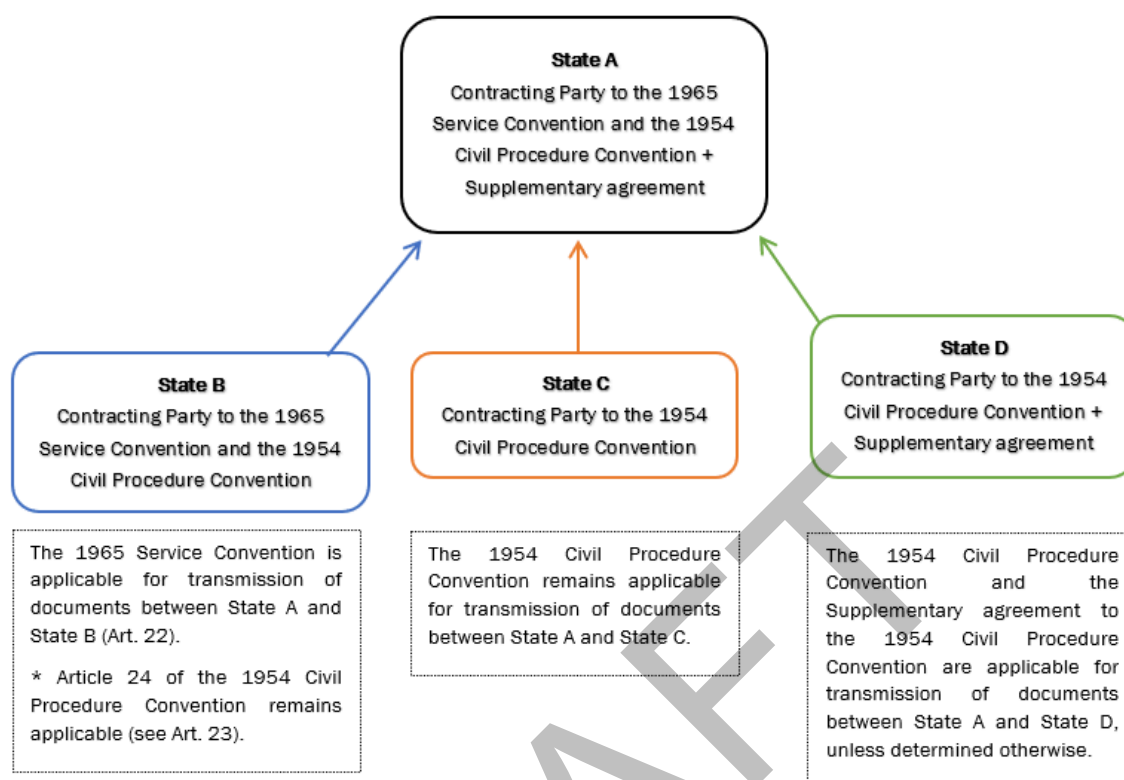 State A
Contracting Party to the 1965
Service Convention and the 1954
Civil Procedure Convention +
Supplementary agreement
State B
Contracting Party to the 1965
Service Convention and the 1954
Civil Procedure Convention
State C
Contracting Party to the 1954
Civil Procedure Convention
State D
Contracting Party to the 1954
Civil Procedure Convention +
Supplementary agreement
The 1965 Service Convention is
applicable for transmission of
documents between State A and
State B (Art. 22).
* Article 24 of the 1954 Civil
Procedure Convention remains
applicable (see Art. 23).
The 1954 Civil Procedure
Convention remains applicable
for transmission of documents
between State A and State C.
The 1954 Civil Procedure
Convention and the
Supplementary agreement to
the 1954 Civil Procedure
Convention are applicable for
transmission of documents
between State A and State D,
unless determined otherwise.
AFT